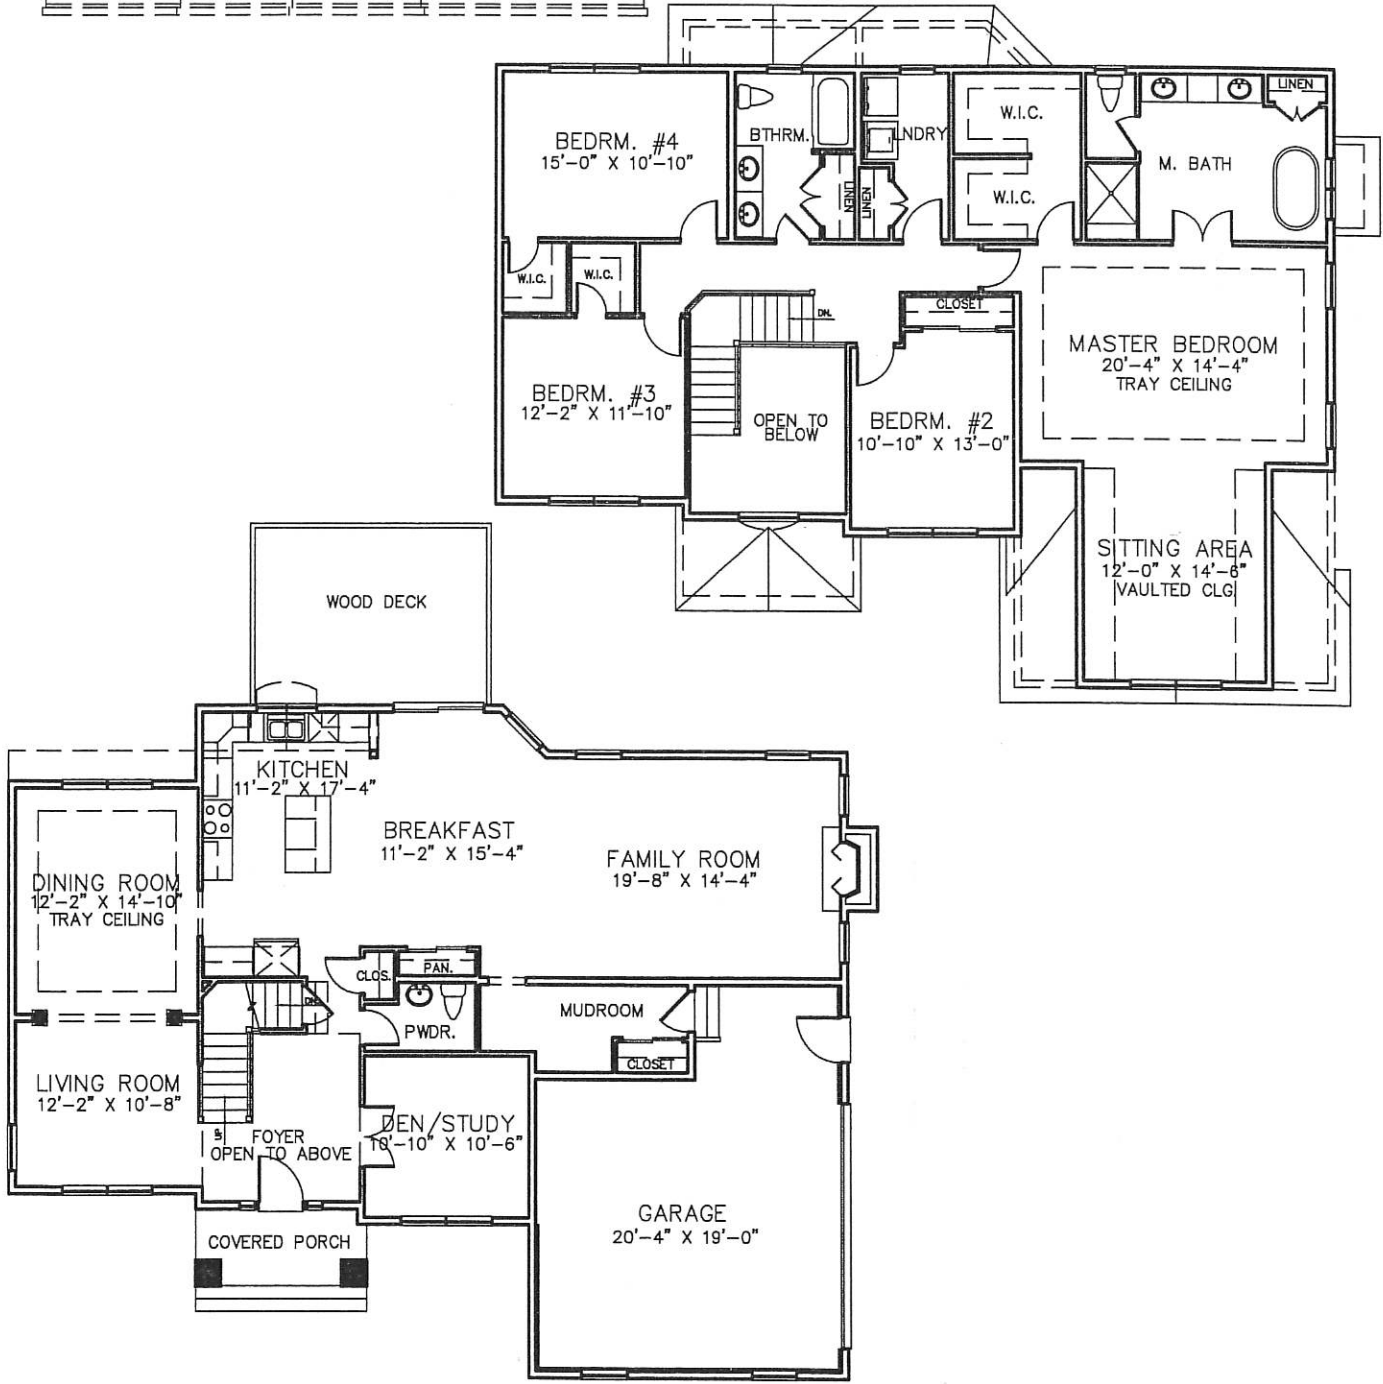 BEDRM. #4
15'-0" X 10'-10"
BTHRM.
LINEN
LINEN
LNDRY
W.I.C.
W.I.C.
LINEN
M. BATH
W.I.C.
W.I.C.
DN.
CLOSET
MASTER BEDROOM
20'-4" X 14'-4"
TRAY CEILING
BEDRM. #3
12'-2" X 11'-10"
OPEN TO
BELOW
BEDRM. #2
10'-10" X 13'-0"
SITTING AREA
12'-0" X 14'-6"
VAULTED CLG.
WOOD DECK
KITCHEN
11'-2" X 17'-4"
BREAKFAST
11'-2" X 15'-4"
FAMILY ROOM
19'-8" X 14'-4"
DINING ROOM
12'-2" X 14'-10"
TRAY CEILING
CLOS.
PAN.
DN.
PWDR.
MUDROOM
CLOSET
LIVING ROOM
12'-2" X 10'-8"
UP
FOYER
OPEN TO ABOVE
DEN/STUDY
10'-10" X 10'-6"
GARAGE
20'-4" X 19'-0"
COVERED PORCH